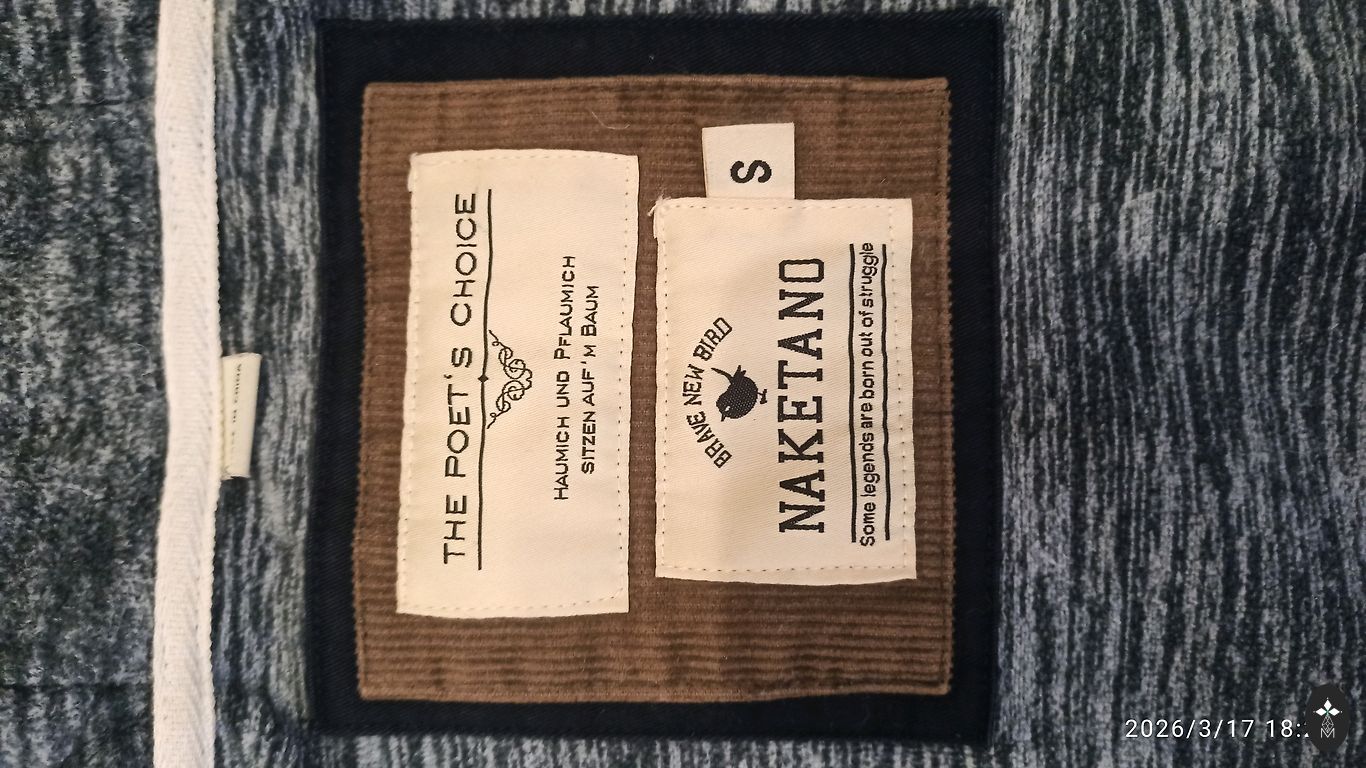 THE POET'S CHOICE
HAUMICH UND PFLAUMICH
SITZEN AUF'M BAUM
S
BRAVE NEW BIRD
NAKETANO
Some legends are born out of struggle
2026/3/17 18:
M